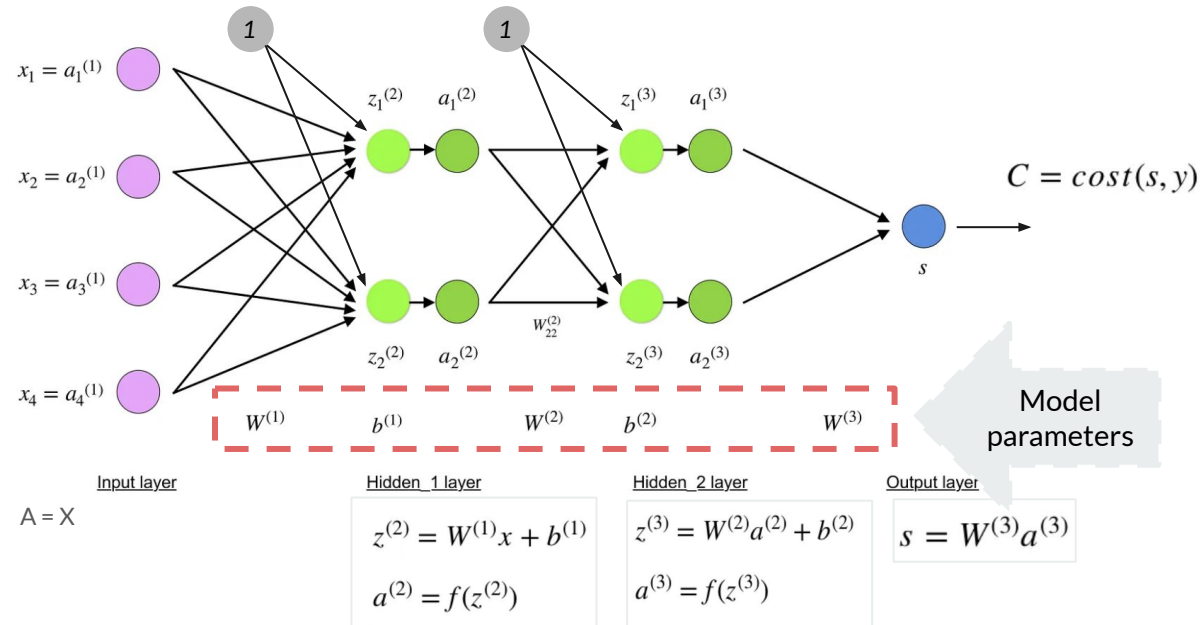 1
1
x₁ = a₁⁽¹⁾
z₁⁽²⁾ a₁⁽²⁾
z₁⁽³⁾ a₁⁽³⁾
x₂ = a₂⁽¹⁾
C = cost(s, y)
s
x₃ = a₃⁽¹⁾
W₂₂⁽²⁾
z₂⁽²⁾ a₂⁽²⁾
z₂⁽³⁾ a₂⁽³⁾
x₄ = a₄⁽¹⁾
W⁽¹⁾ b⁽¹⁾ W⁽²⁾ b⁽²⁾ W⁽³⁾
Model
parameters
Input layer
A = X
Hidden_1 layer
z⁽²⁾ = W⁽¹⁾x + b⁽¹⁾
a⁽²⁾ = f(z⁽²⁾)
Hidden_2 layer
z⁽³⁾ = W⁽²⁾a⁽²⁾ + b⁽²⁾
a⁽³⁾ = f(z⁽³⁾)
Output layer
s = W⁽³⁾a⁽³⁾